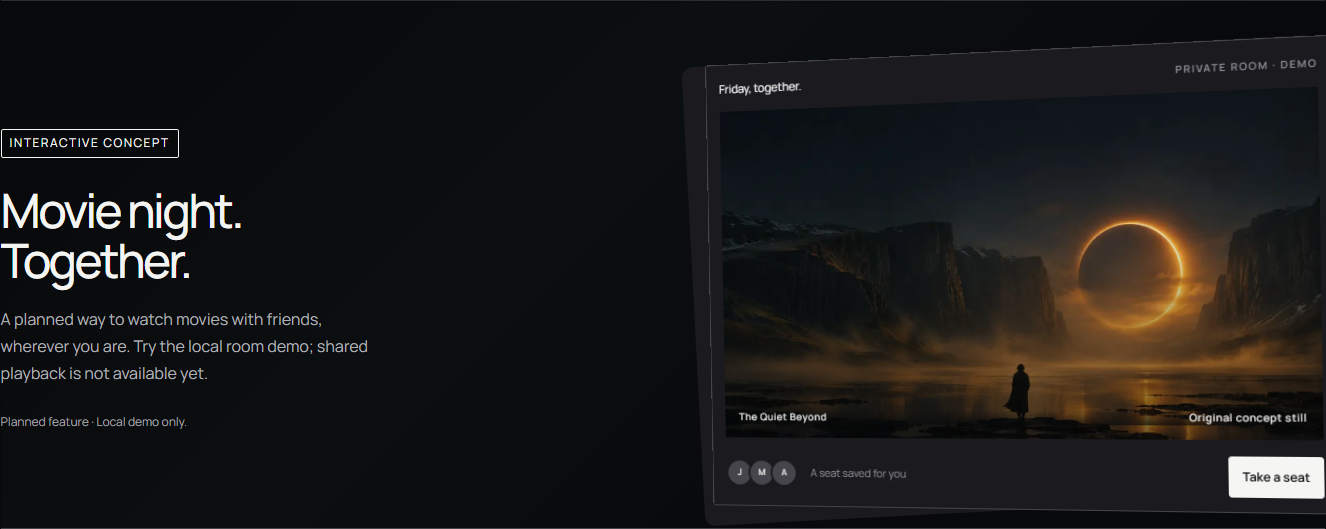 INTERACTIVE CONCEPT
Movie night.
Together.
A planned way to watch movies with friends,
wherever you are. Try the local room demo; shared
playback is not available yet.
Planned feature · Local demo only.
Friday, together.
PRIVATE ROOM · DEMO
The Quiet Beyond
Original concept still
J M A
A seat saved for you
Take a seat